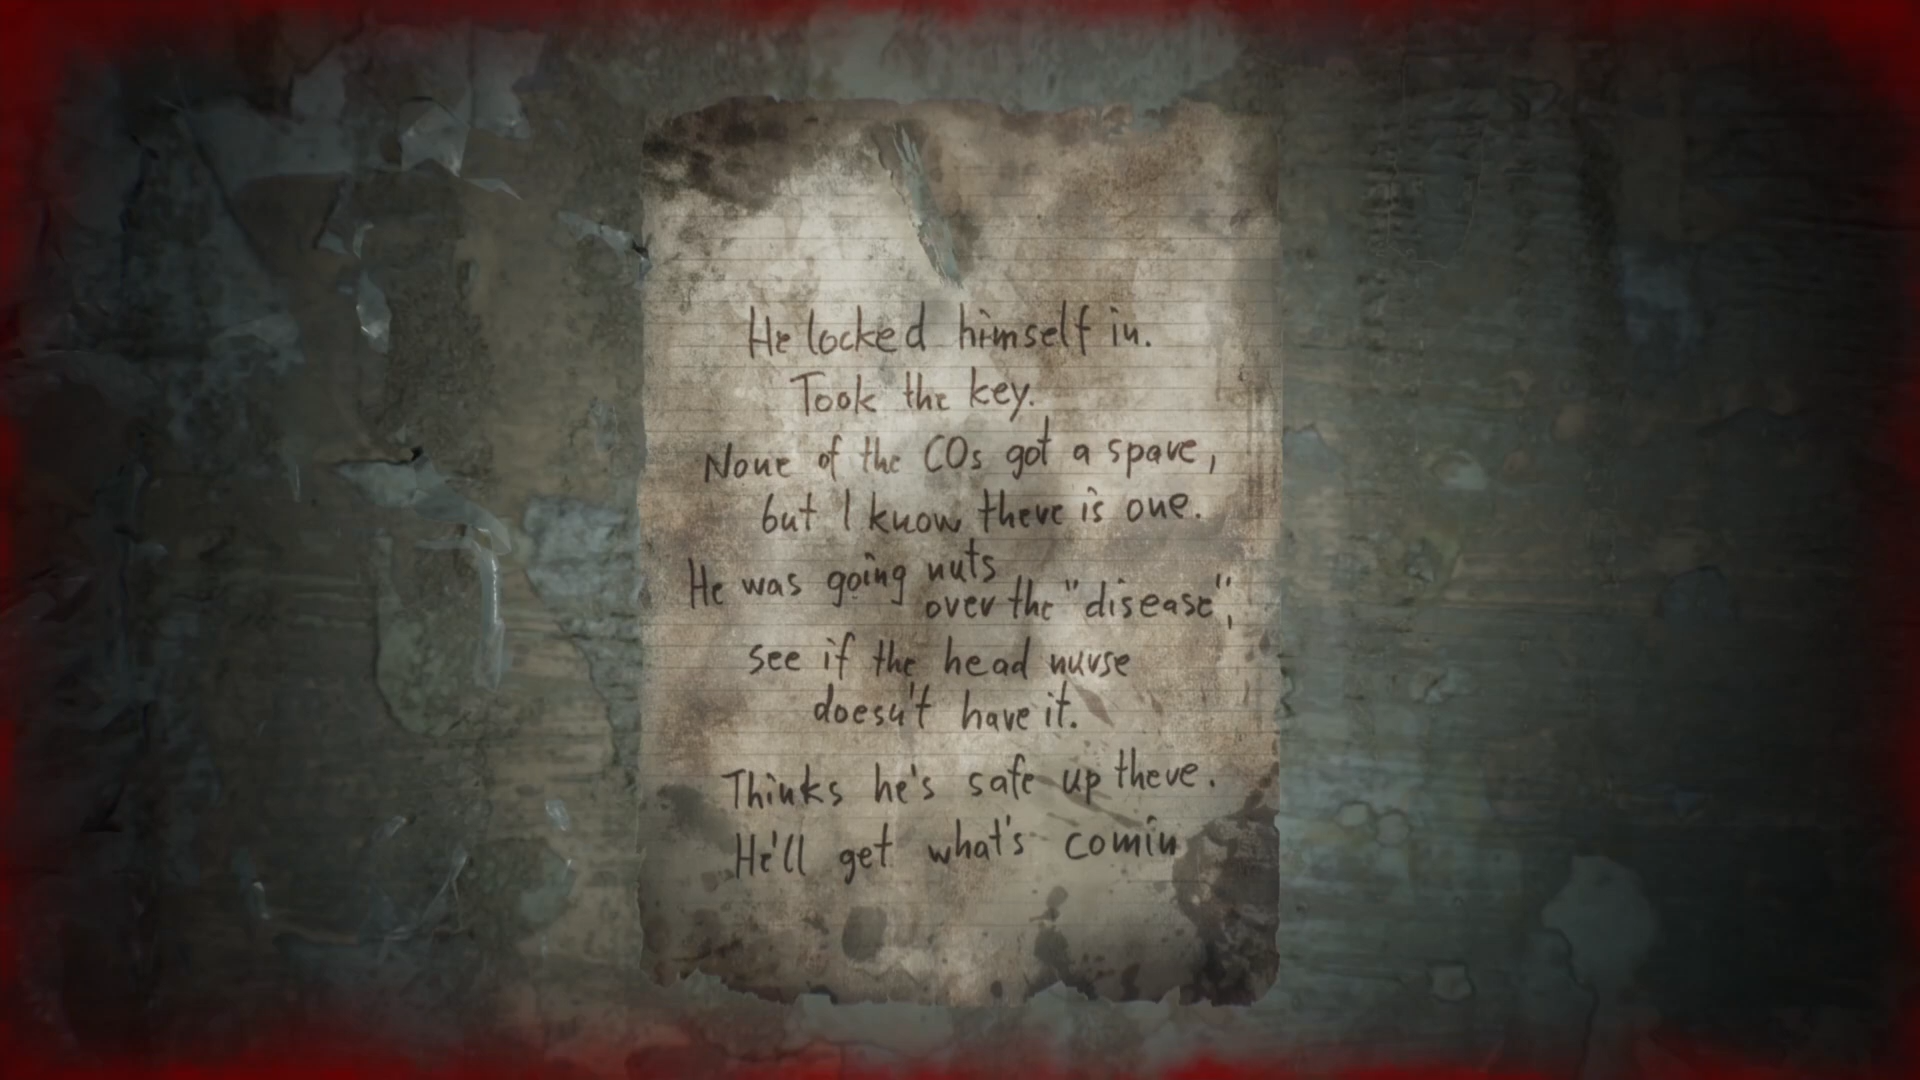 He locked himself in.
Took the key.
None of the COs got a spare,
but I know there is one.
He was going nuts
over the "disease",
see if the head nurse
doesn't have it.
Thinks he's safe up there.
He'll get what's comin